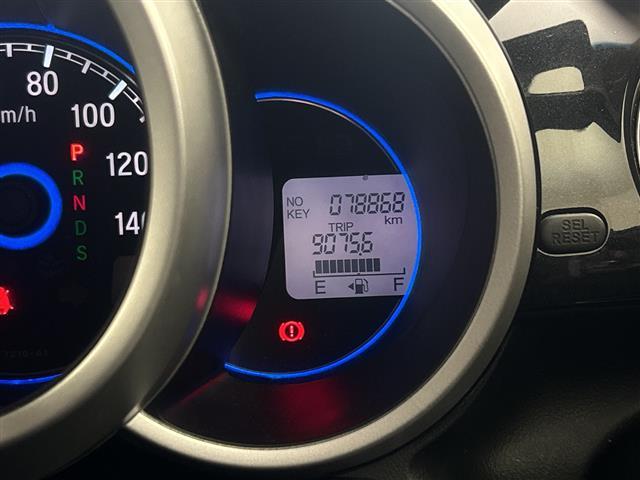 80
100
120
140
m/h
P
R
N
D
S
NO KEY 078868 km
TRIP
9075.6
E F
SEL
RESET